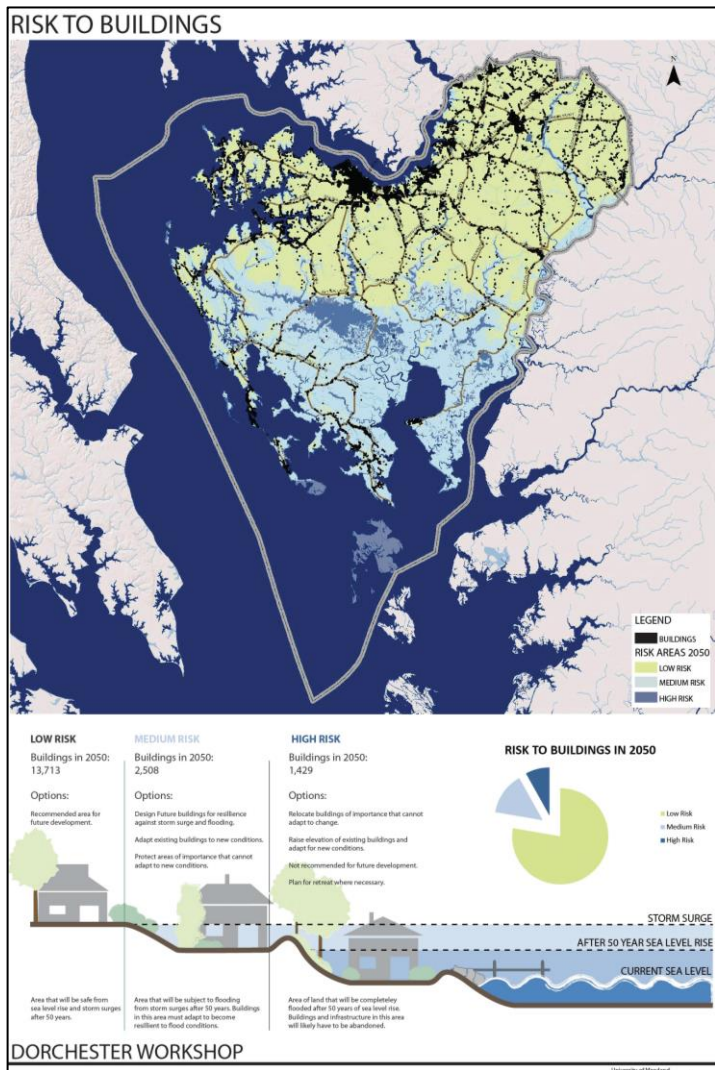 RISK TO BUILDINGS
N
LEGEND
BUILDINGS
RISK AREAS 2050
LOW RISK
MEDIUM RISK
HIGH RISK
LOW RISK
Buildings in 2050:
13,713
Options:
Recommended area for
future development.
MEDIUM RISK
Buildings in 2050:
2,508
Options:
Design Future buildings for resillience
against storm surge and flooding.
Adapt existing buildings to new conditions.
Protect areas of importance that cannot
adapt to new conditions.
HIGH RISK
Buildings in 2050:
1,429
Options:
Relocate buildings of importance that cannot
adapt to change.
Raise elevation of existing buildings and
adapt for new conditions.
Not recommended for future development.
Plan for retreat where necessary.
RISK TO BUILDINGS IN 2050
Low Risk
Medium Risk
High Risk
STORM SURGE
AFTER 50 YEAR SEA LEVEL RISE
CURRENT SEA LEVEL
Area that will be safe from
sea level rise and storm surges
after 50 years.
Area that will be subject to flooding
from storm surges after 50 years. Buildings
in this area must adapt to become
resillient to flood conditions.
Area of land that will be completely
flooded after 50 years of sea level rise.
Buildings and infrastructure in this area
will likely have to be abandoned.
DORCHESTER WORKSHOP
University of Maryland